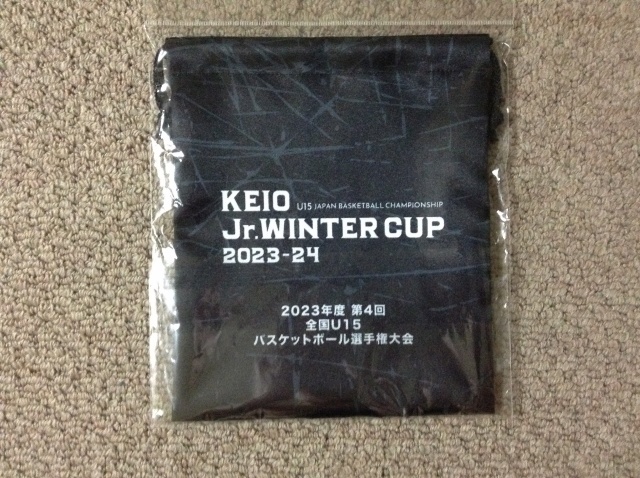 KEIO U15 JAPAN BASKETBALL CHAMPIONSHIP
Jr.WINTER CUP
2023-24
2023年度 第4回
全国U15
バスケットボール選手権大会